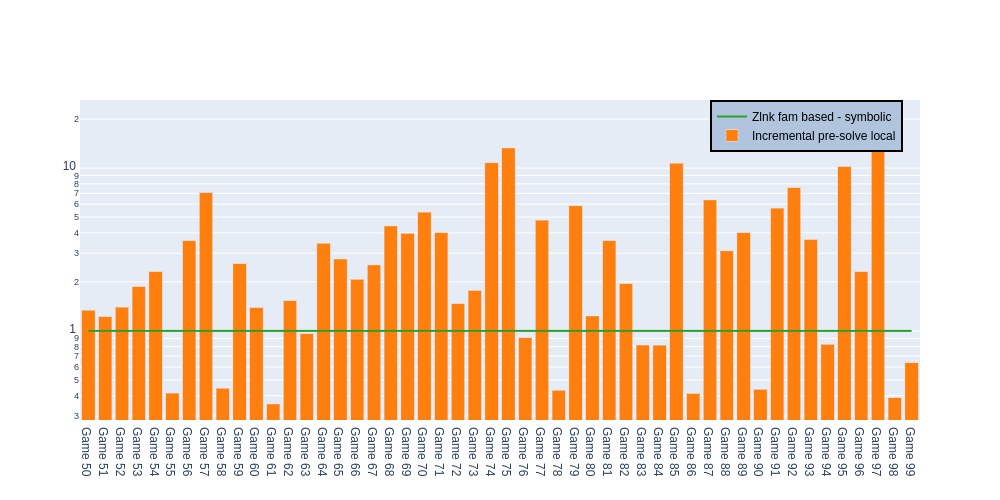 Zlnk fam based - symbolic
Incremental pre-solve local
2
10
9
8
7
6
5
4
3
2
1
9
8
7
6
5
4
3
Game 50
Game 51
Game 52
Game 53
Game 54
Game 55
Game 56
Game 57
Game 58
Game 59
Game 60
Game 61
Game 62
Game 63
Game 64
Game 65
Game 66
Game 67
Game 68
Game 69
Game 70
Game 71
Game 72
Game 73
Game 74
Game 75
Game 76
Game 77
Game 78
Game 79
Game 80
Game 81
Game 82
Game 83
Game 84
Game 85
Game 86
Game 87
Game 88
Game 89
Game 90
Game 91
Game 92
Game 93
Game 94
Game 95
Game 96
Game 97
Game 98
Game 99